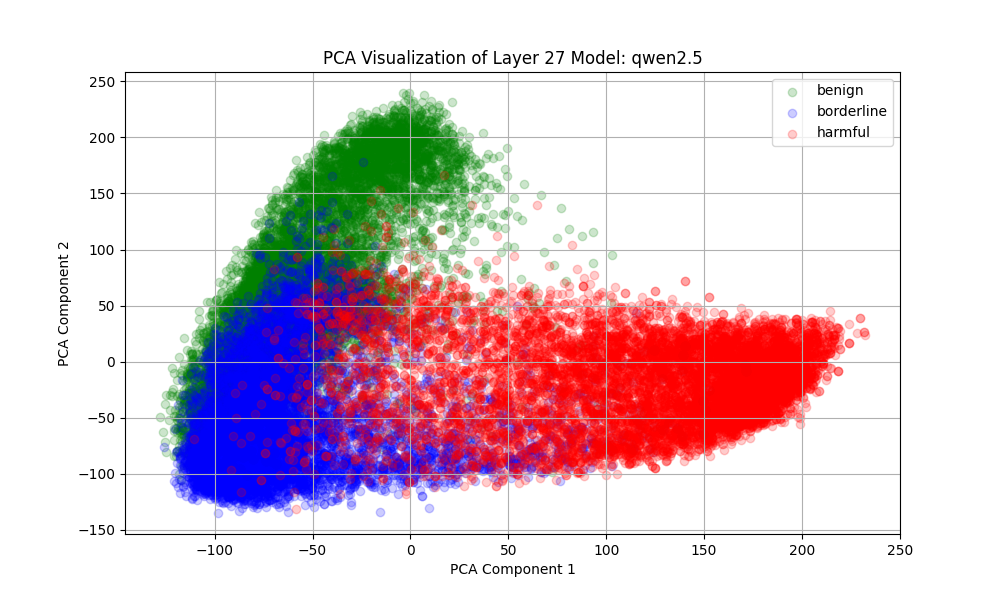 PCA Visualization of Layer 27 Model: qwen2.5
benign
borderline
harmful
PCA Component 2
250
200
150
100
50
0
−50
−100
−150
−100
−50
0
50
100
150
200
250
PCA Component 1